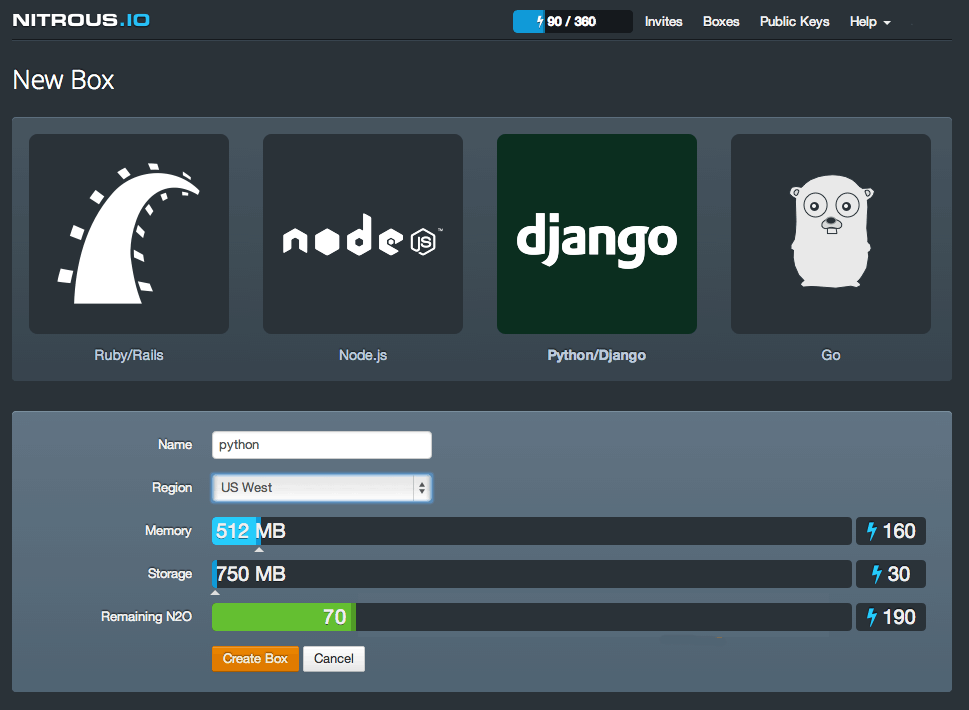 NITROUS.IO
90 / 360 Invites Boxes Public Keys Help
New Box
node JS ™
django
Ruby/Rails Node.js Python/Django Go
Name python
Region US West
Memory 512 MB 160
Storage 750 MB 30
Remaining N2O 70 190
Create Box Cancel